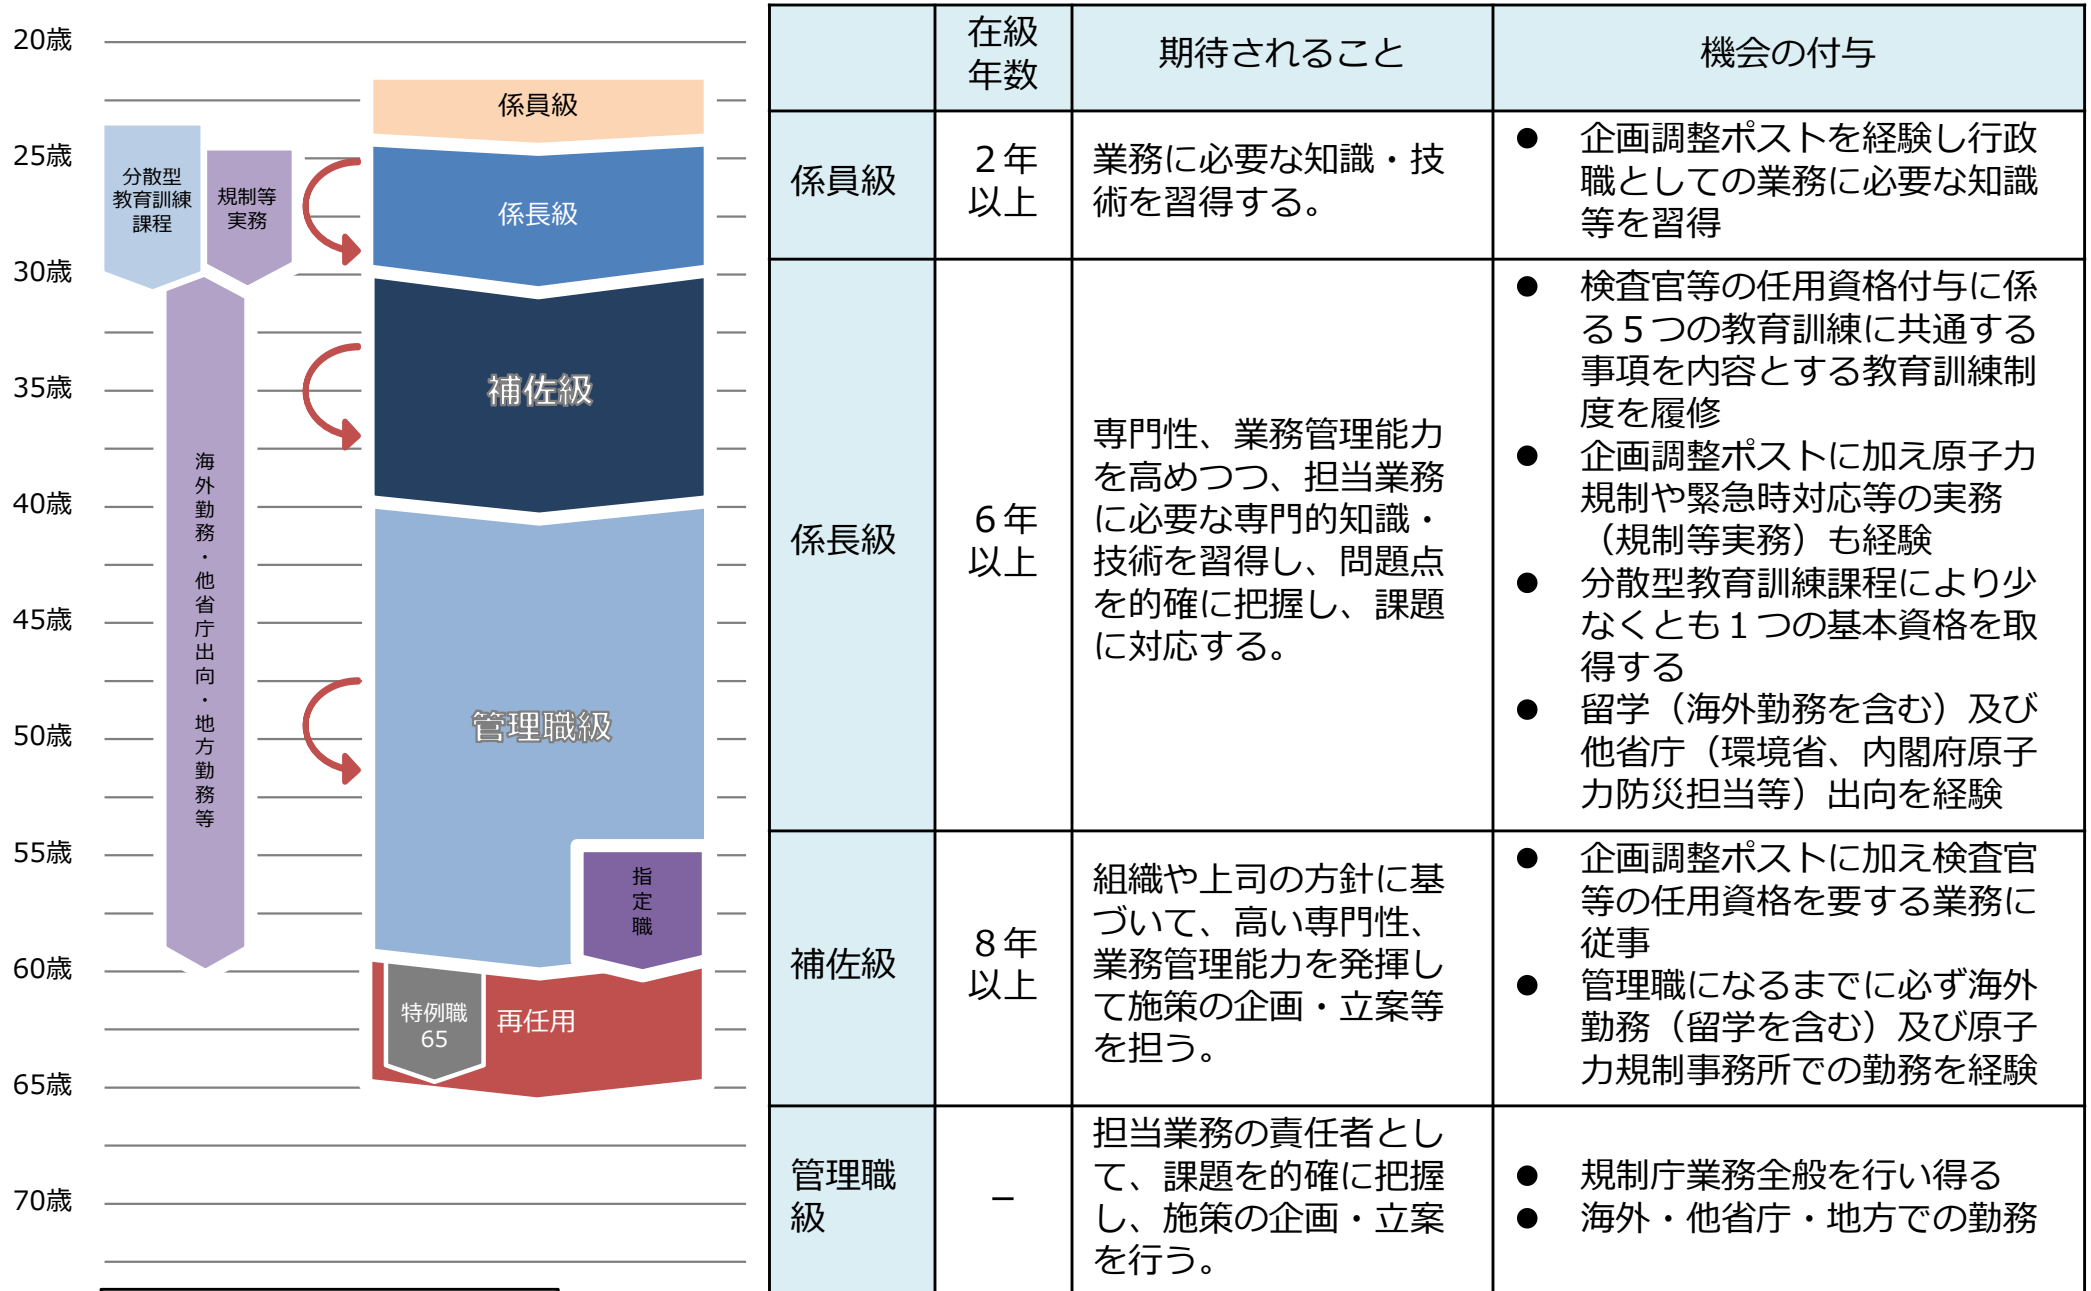 20歳
25歳
30歳
35歳
40歳
45歳
50歳
55歳
60歳
65歳
70歳
分散型
教育訓練
課程
規制等
実務
海外勤務・他省庁出向・地方勤務等
係員級
係長級
補佐級
管理職級
指定職
特例職
65
再任用
在級
年数
期待されること
機会の付与
係員級
２年
以上
業務に必要な知識・技
術を習得する。
● 企画調整ポストを経験し行政
職としての業務に必要な知識
等を習得
係長級
６年
以上
専門性、業務管理能力
を高めつつ、担当業務
に必要な専門的知識・
技術を習得し、問題点
を的確に把握し、課題
に対応する。
● 検査官等の任用資格付与に係
る５つの教育訓練に共通する
事項を内容とする教育訓練制
度を履修
● 企画調整ポストに加え原子力
規制や緊急時対応等の実務
（規制等実務）も経験
● 分散型教育訓練課程により少
なくとも１つの基本資格を取
得する
● 留学（海外勤務を含む）及び
他省庁（環境省、内閣府原子
力防災担当等）出向を経験
補佐級
８年
以上
組織や上司の方針に基
づいて、高い専門性、
業務管理能力を発揮し
て施策の企画・立案等
を担う。
● 企画調整ポストに加え検査官
等の任用資格を要する業務に
従事
● 管理職になるまでに必ず海外
勤務（留学を含む）及び原子
力規制事務所での勤務を経験
管理職
級
－
担当業務の責任者とし
て、課題を的確に把握
し、施策の企画・立案
を行う。
● 規制庁業務全般を行い得る
● 海外・他省庁・地方での勤務